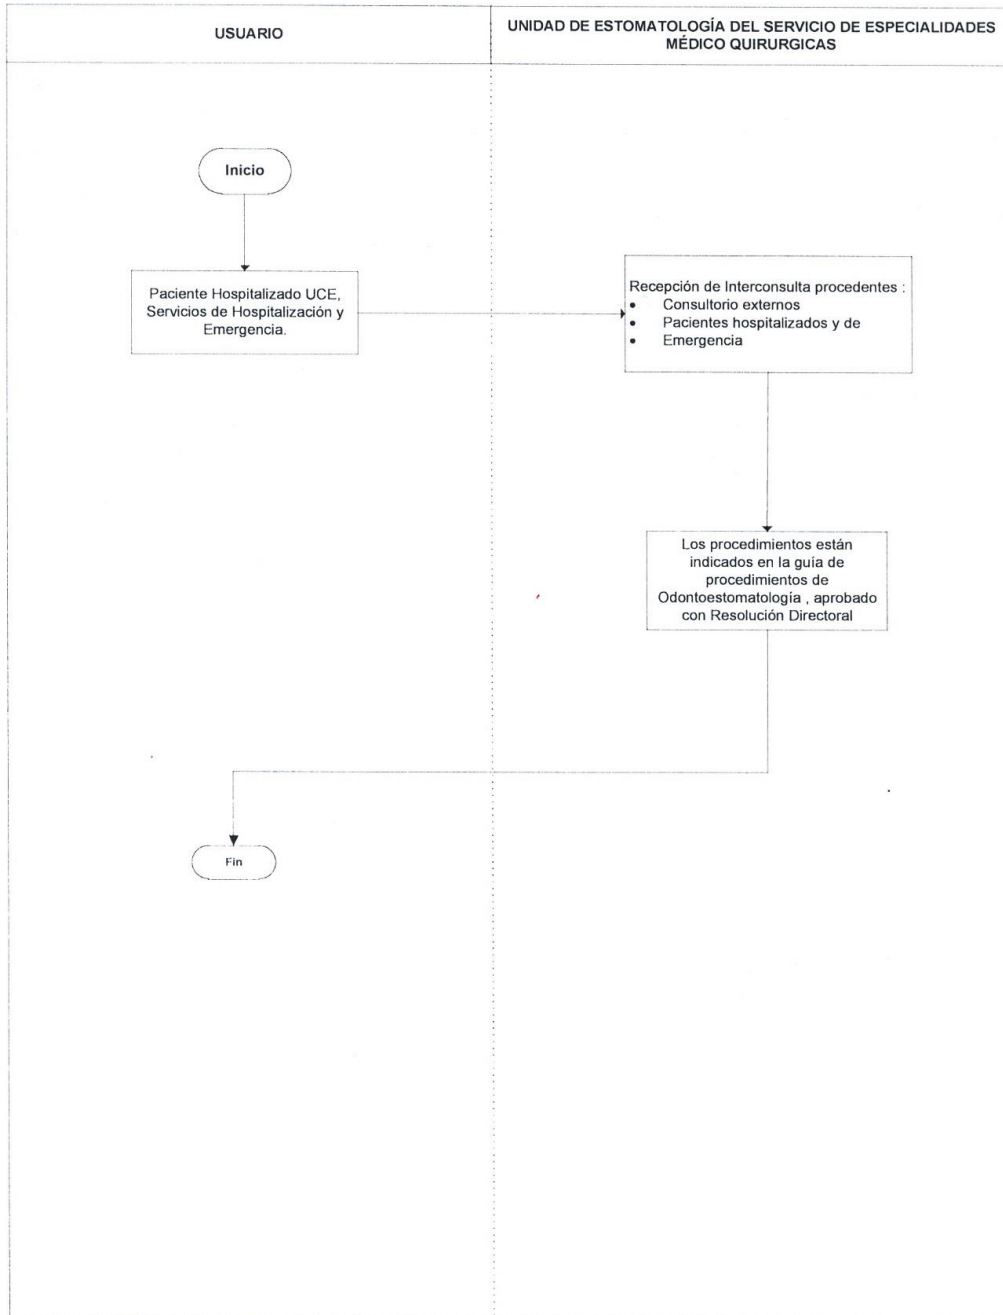 USUARIO
UNIDAD DE ESTOMATOLOGÍA DEL SERVICIO DE ESPECIALIDADES
MÉDICO QUIRURGICAS
Inicio
Paciente Hospitalizado UCE,
Servicios de Hospitalización y
Emergencia.
Recepción de Interconsulta procedentes :
• Consultorio externos
• Pacientes hospitalizados y de
• Emergencia
Los procedimientos están
indicados en la guía de
procedimientos de
Odontoestomatología , aprobado
con Resolución Directoral
Fin